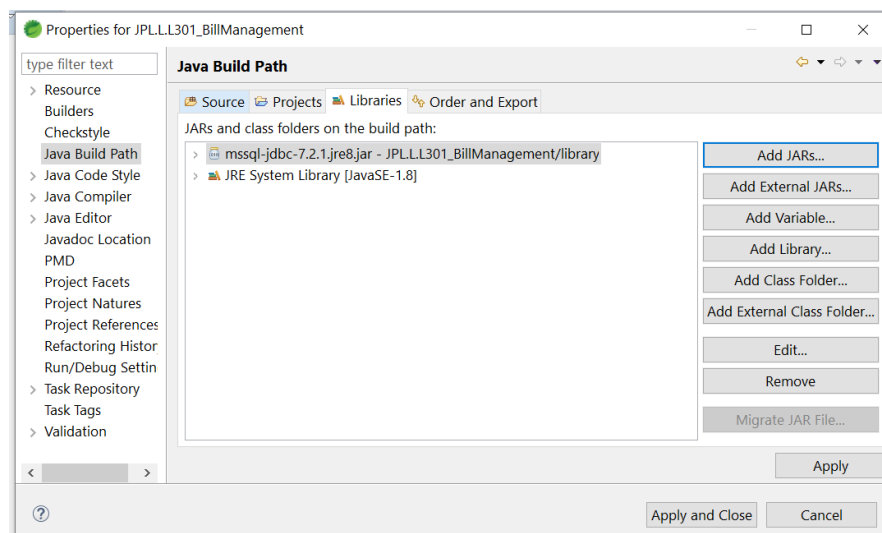 Properties for JPL.L.L301_BillManagement
type filter text
Resource
Builders
Checkstyle
Java Build Path
Java Code Style
Java Compiler
Java Editor
Javadoc Location
PMD
Project Facets
Project Natures
Project References
Refactoring Histor
Run/Debug Settin
Task Repository
Task Tags
Validation
Java Build Path
Source Projects Libraries Order and Export
JARs and class folders on the build path:
mssql-jdbc-7.2.1.jre8.jar - JPL.L.L301_BillManagement/library
JRE System Library [JavaSE-1.8]
Add JARs...
Add External JARs...
Add Variable...
Add Library...
Add Class Folder...
Add External Class Folder...
Edit...
Remove
Migrate JAR File...
Apply
Apply and Close Cancel